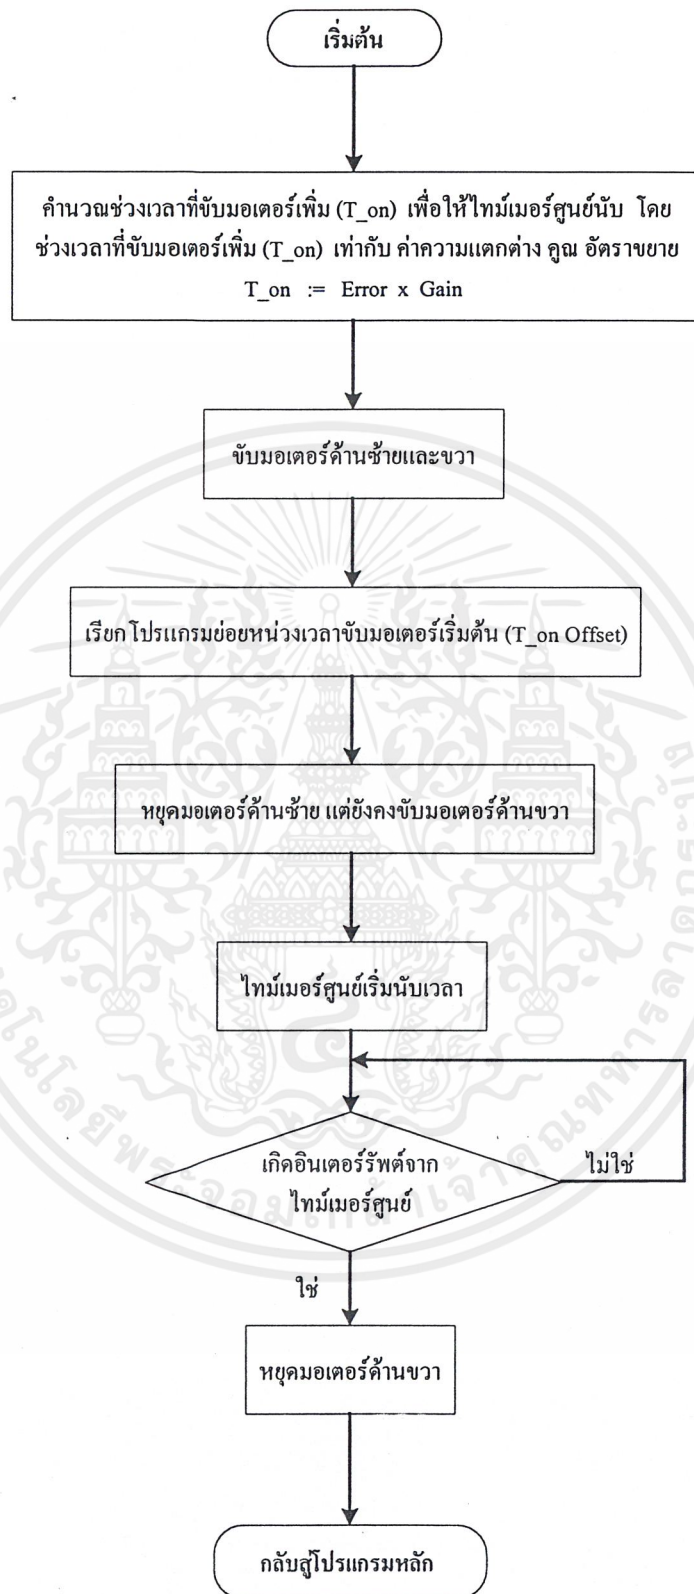 เริ่มต้น
คำนวณช่วงเวลาที่ขับมอเตอร์เพิ่ม (T_on) เพื่อให้ไทม์เมอร์ศูนย์นับ โดย
ช่วงเวลาที่ขับมอเตอร์เพิ่ม (T_on) เท่ากับ ค่าความแตกต่าง คูณ อัตราขยาย
T_on := Error x Gain
ขับมอเตอร์ด้านซ้ายและขวา
เรียกโปรแกรมย่อยหน่วงเวลาขับมอเตอร์เริ่มต้น (T_on Offset)
หยุดมอเตอร์ด้านซ้าย แต่ยังคงขับมอเตอร์ด้านขวา
ไทม์เมอร์ศูนย์เริ่มนับเวลา
เกิดอินเตอร์รัพต์จาก
ไทม์เมอร์ศูนย์
ไม่ใช่
ใช่
หยุดมอเตอร์ด้านขวา
กลับสู่โปรแกรมหลัก